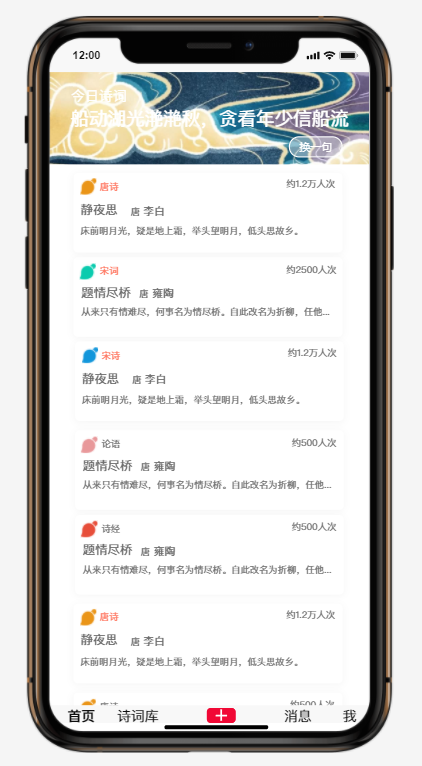 12:00
今日诗词
船动湖光滟滟秋，贪看年少信船流
换一句
唐诗 约1.2万人次
静夜思 唐 李白
床前明月光，疑是地上霜，举头望明月，低头思故乡。
宋词 约2500人次
题情尽桥 唐 雍陶
从来只有情难尽，何事名为情尽桥。自此改名为折柳，任他...
宋诗 约1.2万人次
静夜思 唐 李白
床前明月光，疑是地上霜，举头望明月，低头思故乡。
论语 约500人次
题情尽桥 唐 雍陶
从来只有情难尽，何事名为情尽桥。自此改名为折柳，任他...
诗经 约500人次
题情尽桥 唐 雍陶
从来只有情难尽，何事名为情尽桥。自此改名为折柳，任他...
唐诗 约1.2万人次
静夜思 唐 李白
床前明月光，疑是地上霜，举头望明月，低头思故乡。
唐诗 约500人次
首页 诗词库 消息 我